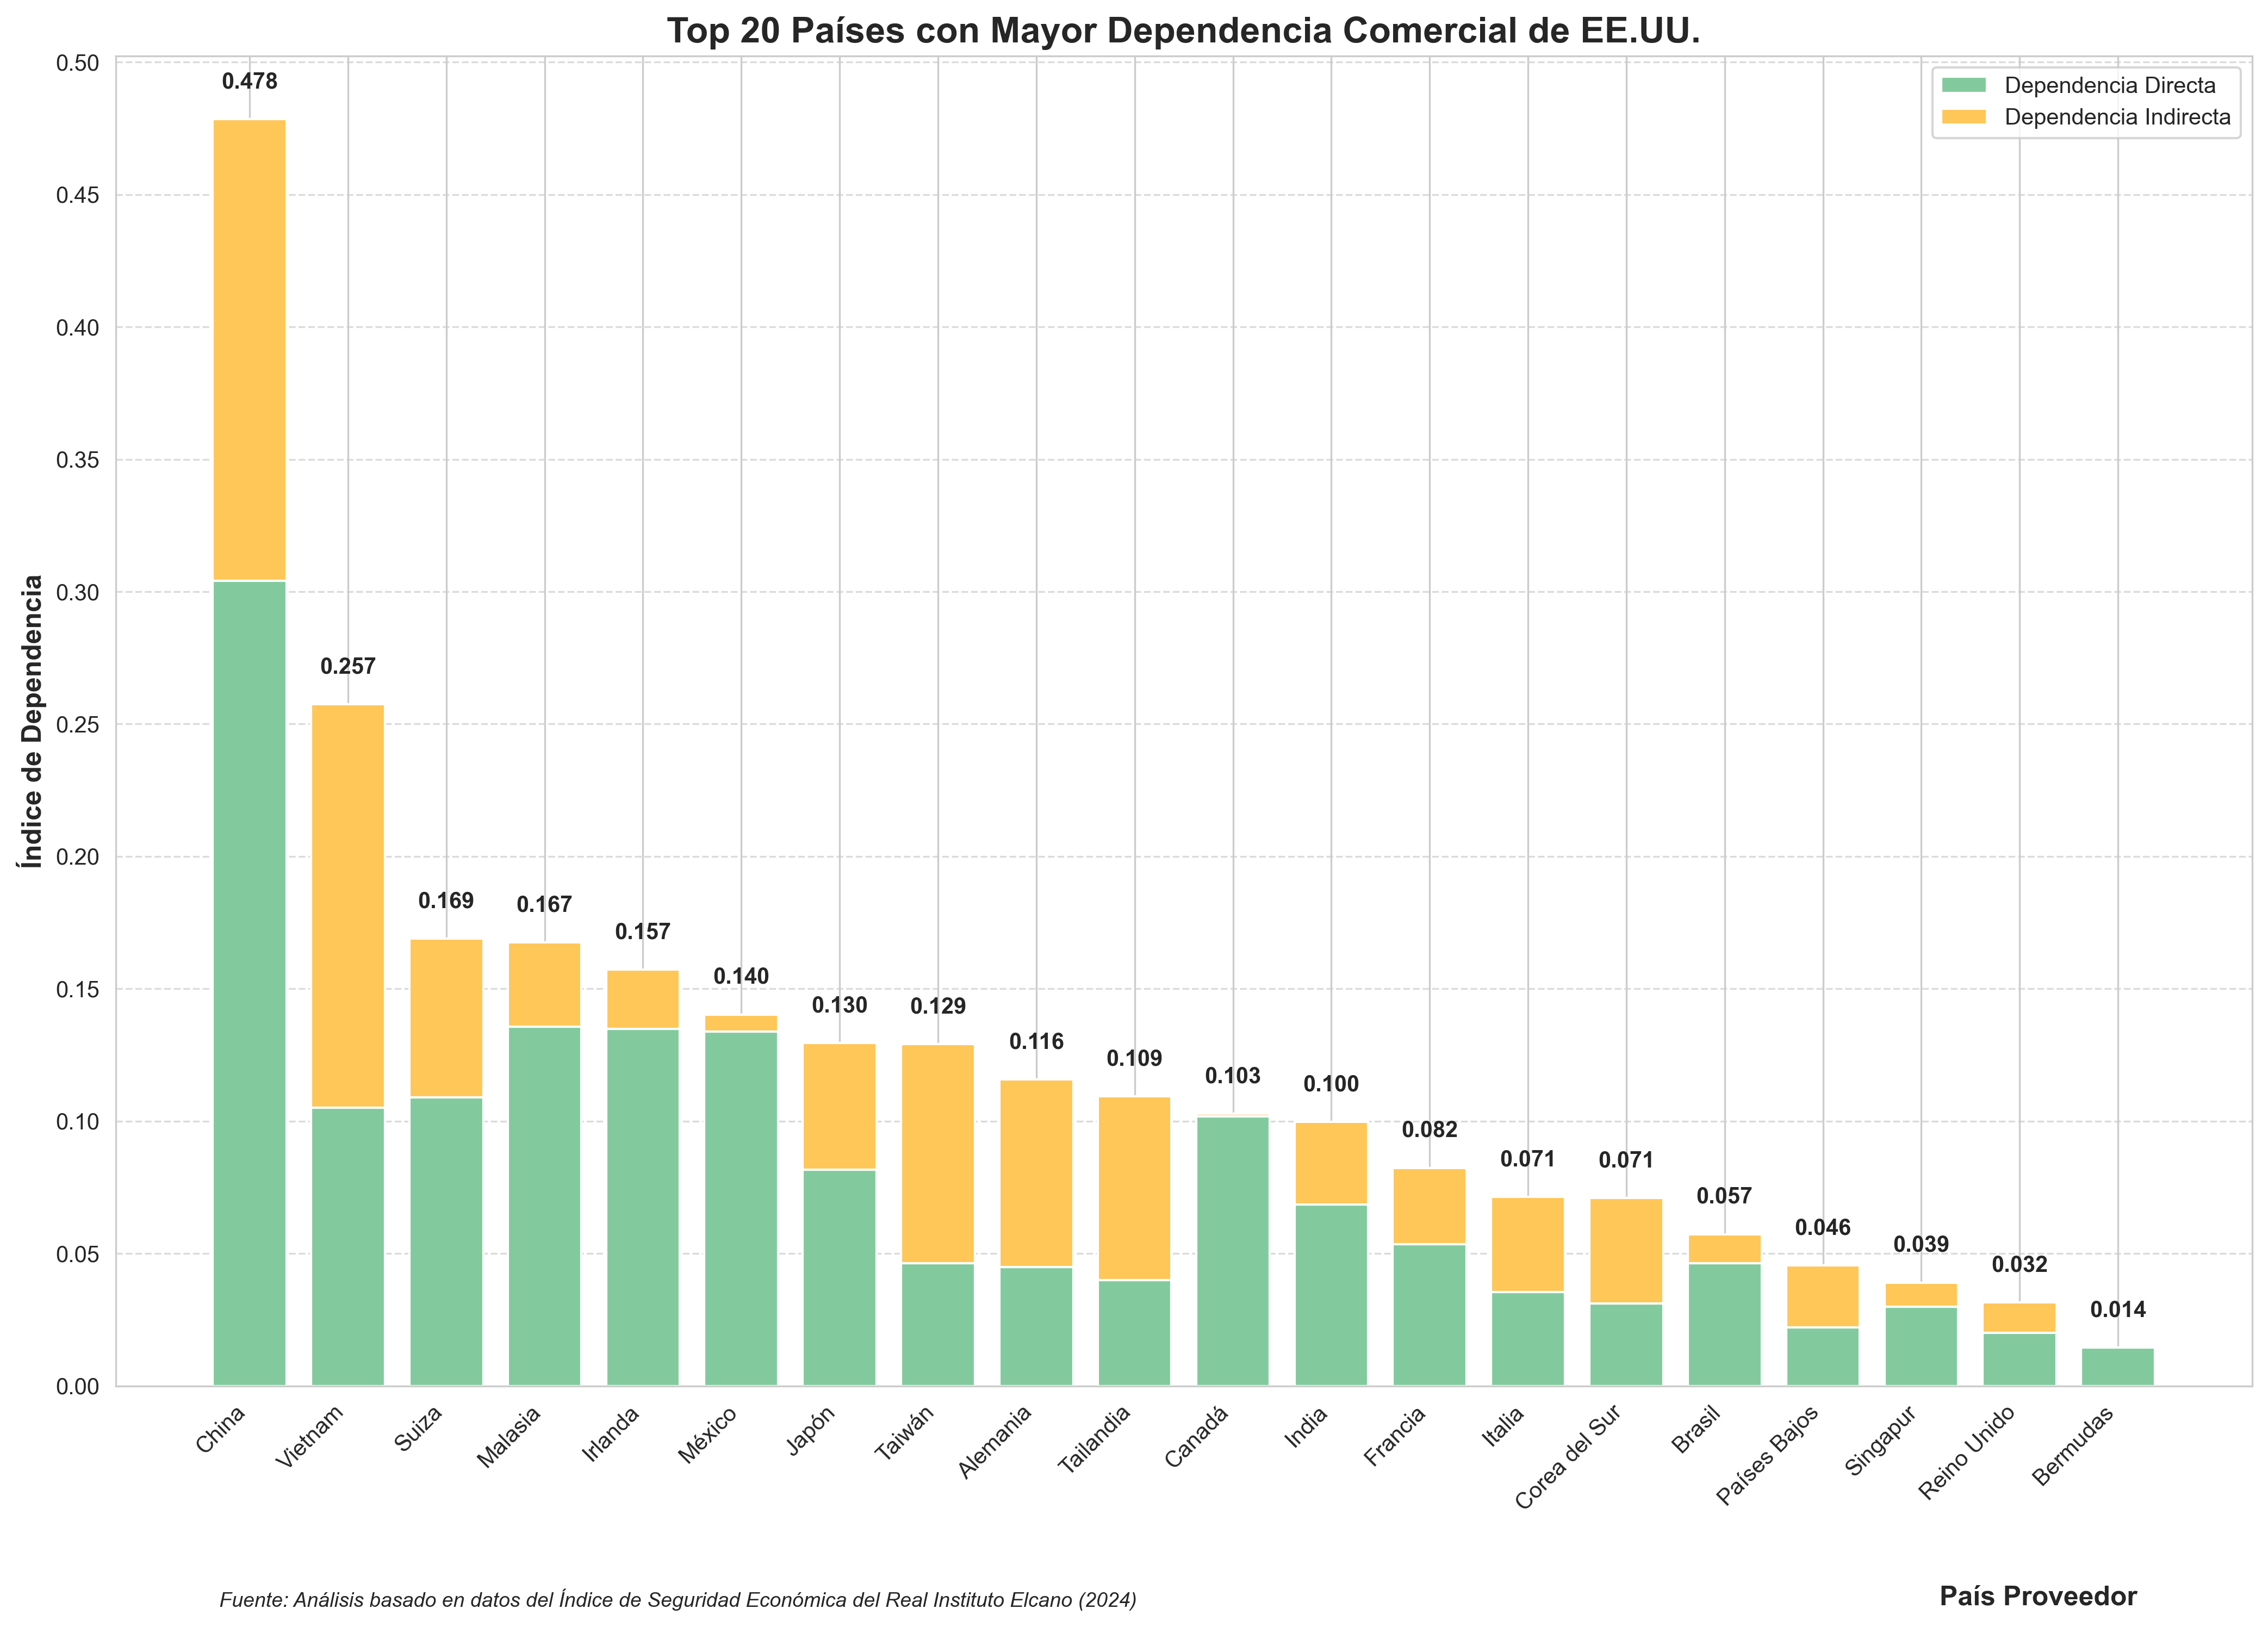 Top 20 Países con Mayor Dependencia Comercial de EE.UU.
Dependencia Directa
Dependencia Indirecta
Índice de Dependencia
0.50
0.45
0.40
0.35
0.30
0.25
0.20
0.15
0.10
0.05
0.00
0.478
0.257
0.169
0.167
0.157
0.140
0.130
0.129
0.116
0.109
0.103
0.100
0.082
0.071
0.071
0.057
0.046
0.039
0.032
0.014
China
Vietnam
Suiza
Malasia
Irlanda
México
Japón
Taiwán
Alemania
Tailandia
Canadá
India
Francia
Italia
Corea del Sur
Brasil
Países Bajos
Singapur
Reino Unido
Bermudas
Fuente: Análisis basado en datos del Índice de Seguridad Económica del Real Instituto Elcano (2024)
País Proveedor